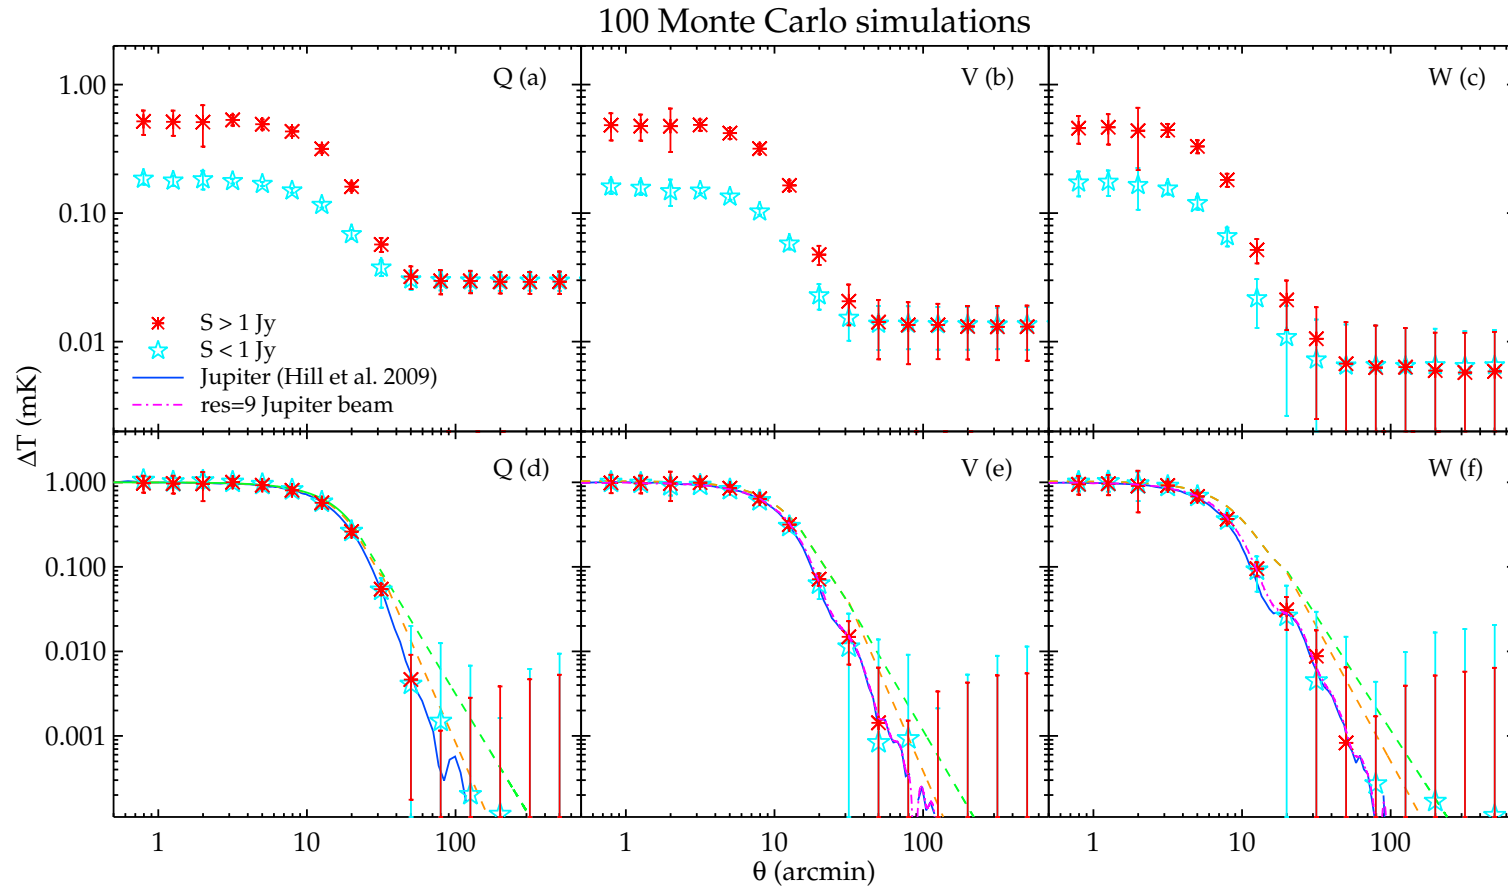 100 Monte Carlo simulations
Q (a)
V (b)
W (c)
1.00
0.10
0.01
S > 1 Jy
S < 1 Jy
Jupiter (Hill et al. 2009)
res=9 Jupiter beam
ΔT (mK)
Q (d)
V (e)
W (f)
1.000
0.100
0.010
0.001
1 10 100 1 10 100 1 10 100
θ (arcmin)